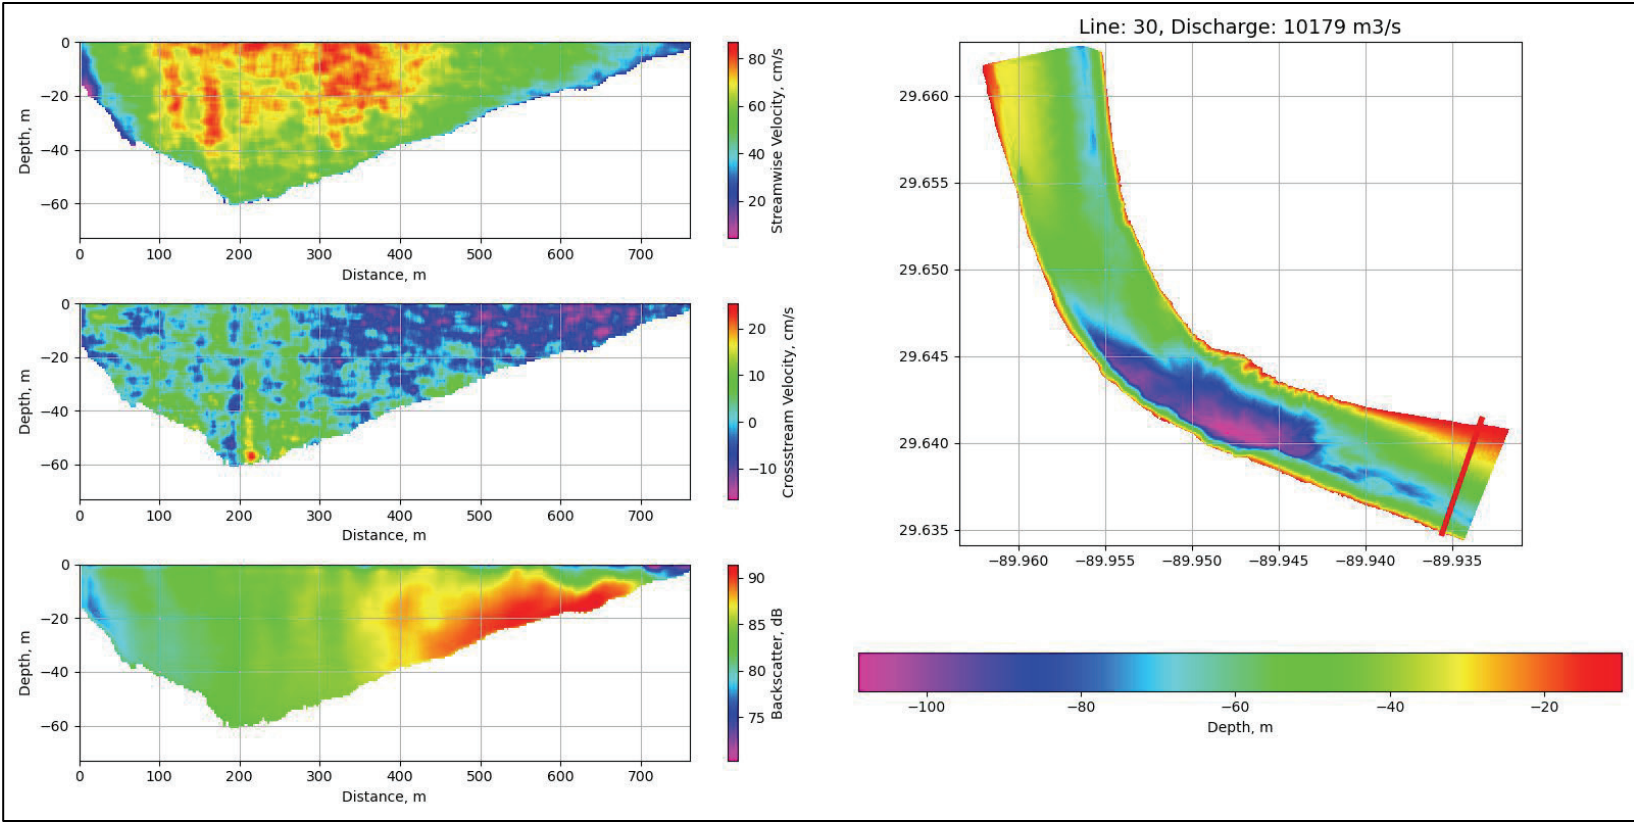 0
−20
−40
−60
Depth, m
0 100 200 300 400 500 600 700
Distance, m
80
60
40
20
Streamwise Velocity, cm/s
0
−20
−40
−60
Depth, m
0 100 200 300 400 500 600 700
Distance, m
20
10
0
−10
Crossstream Velocity, cm/s
0
−20
−40
−60
Depth, m
0 100 200 300 400 500 600 700
Distance, m
90
85
80
75
Backscatter, dB
Line: 30, Discharge: 10179 m3/s
29.660
29.655
29.650
29.645
29.640
29.635
−89.960 −89.955 −89.950 −89.945 −89.940 −89.935
−100 −80 −60 −40 −20
Depth, m